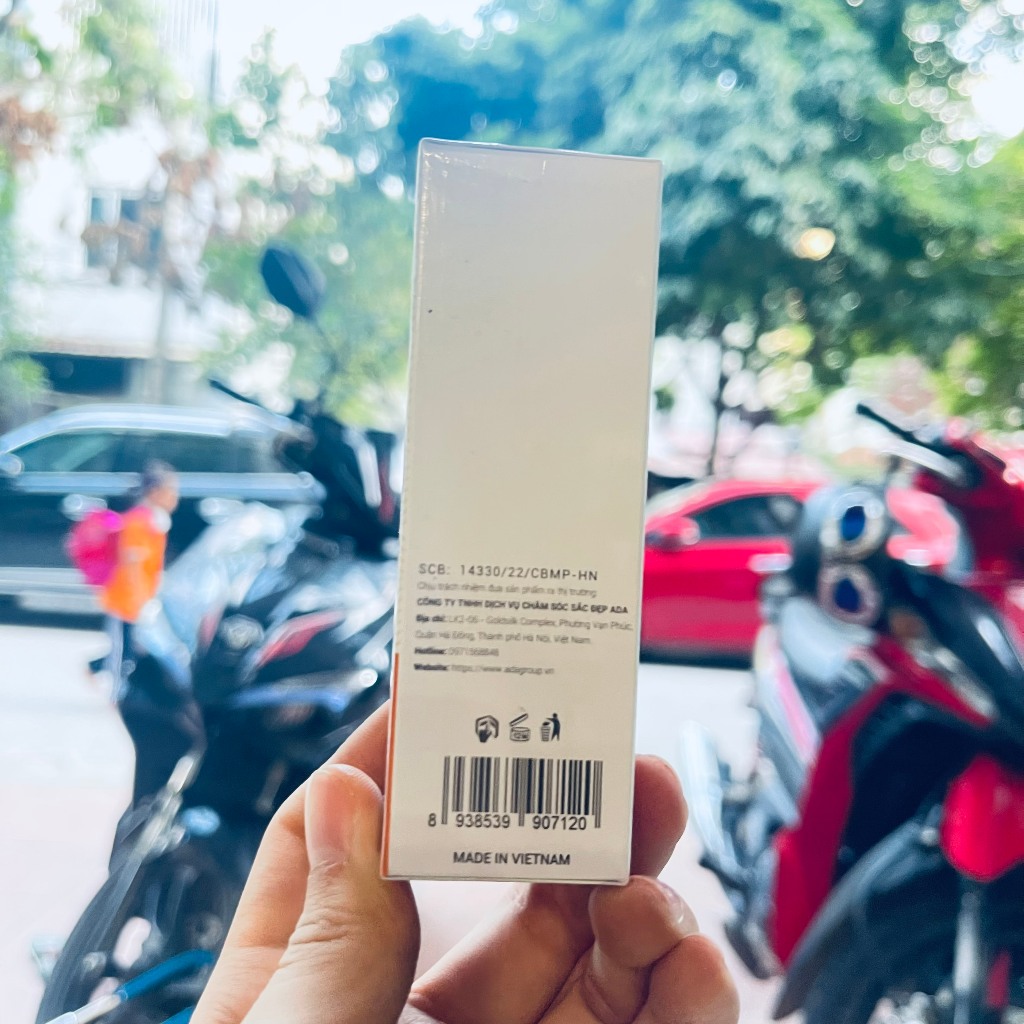 SCB: 14330/22/CBMP-HN
Chịu trách nhiệm đưa sản phẩm ra thị trường
CÔNG TY TNHH DỊCH VỤ CHĂM SÓC SẮC ĐẸP ADA
Địa chỉ: LK2-06 - Goldsilk Complex, Phường Vạn Phúc,
Quận Hà Đông, Thành phố Hà Nội, Việt Nam.
Hotline: 0971568848
Website: https://www.adagroup.vn
12M
8 938539 907120
MADE IN VIETNAM